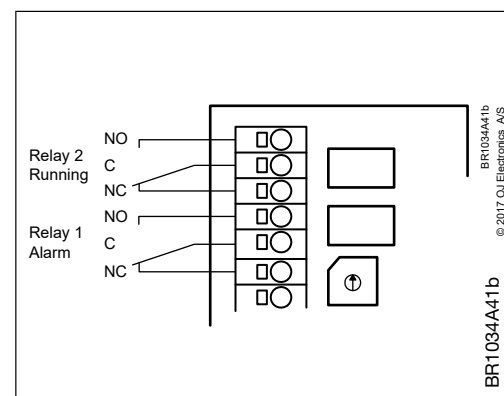 NO
Relay 2
Running
C
NC
NO
Relay 1
Alarm
C
NC
BR1034A41b
© 2017 OJ Electronics A/S
BR1034A41b